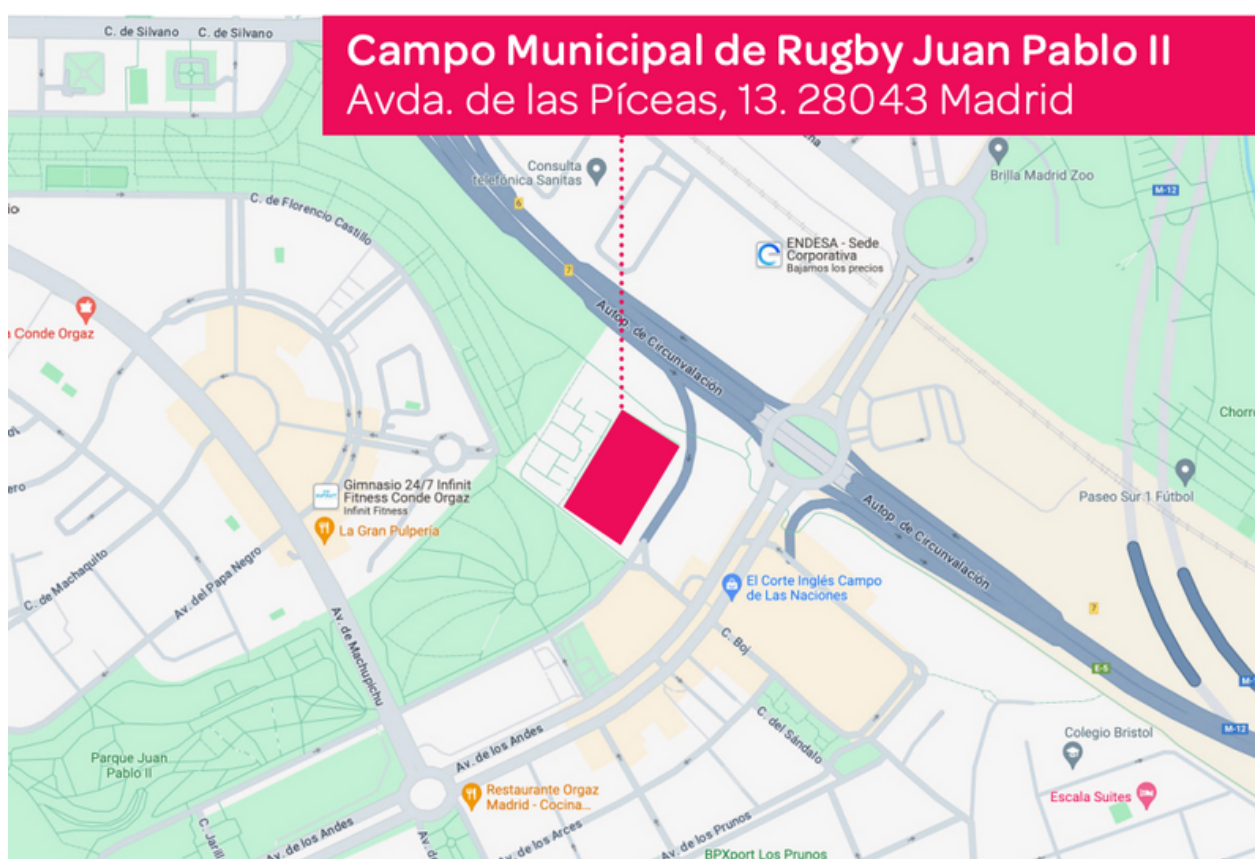 C. de Silvano
C. de Silvano
Campo Municipal de Rugby Juan Pablo II
Avda. de las Píceas, 13. 28043 Madrid
Consulta
telefónica Sanitas
Brilla Madrid Zoo
M-12
6
C. de Florencio Castillo
ENDESA - Sede
Corporativa
Bajamos los precios
7
Autop. de Circunvalación
Conde Orgaz
Gimnasio 24/7 Infinit
Fitness Conde Orgaz
Infinit Fitness
La Gran Pulpería
Paseo Sur 1 Fútbol
Autop. de Circunvalación
C. de Machaquito
Av. del Papa Negro
Av. de Machupichu
El Corte Inglés Campo
de Las Naciones
7
C. Boj
E-5
M-12
C. del Sándalo
Colegio Bristol
Parque Juan
Pablo II
Av. de los Andes
Restaurante Orgaz
Madrid - Cocina...
Escala Suites
Av. de los Andes
Av. de los Arces
Av. de los Prunos
BPXport Los Prunos